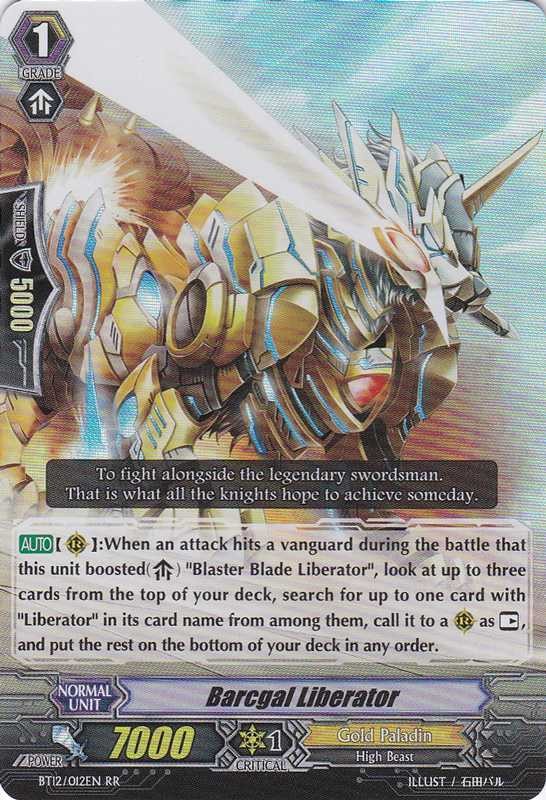 1
GRADE
SHIELD
5000
To fight alongside the legendary swordsman.
That is what all the knights hope to achieve someday.
AUTO【 】:When an attack hits a vanguard during the battle that
this unit boosted( ) "Blaster Blade Liberator", look at up to three
cards from the top of your deck, search for up to one card with
"Liberator" in its card name from among them, call it to a as ,
and put the rest on the bottom of your deck in any order.
NORMAL
UNIT
Barcgal Liberator
POWER
7000
1
CRITICAL
Gold Paladin
High Beast
BT12/012EN RR
ILLUST / 石田バル